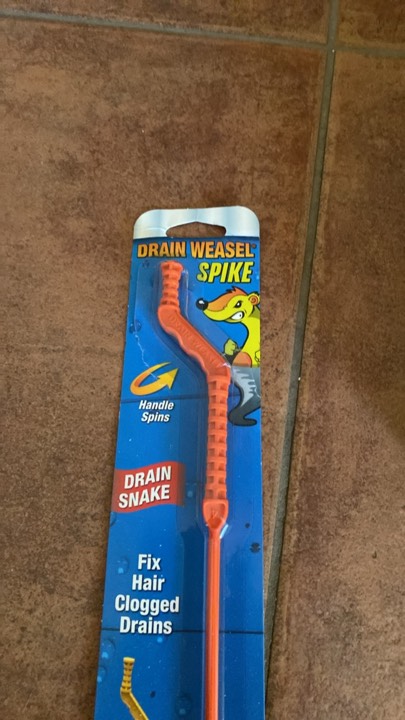 DRAIN WEASEL®
SPIKE
Handle
Spins
DRAIN
SNAKE
Fix
Hair
Clogged
Drains